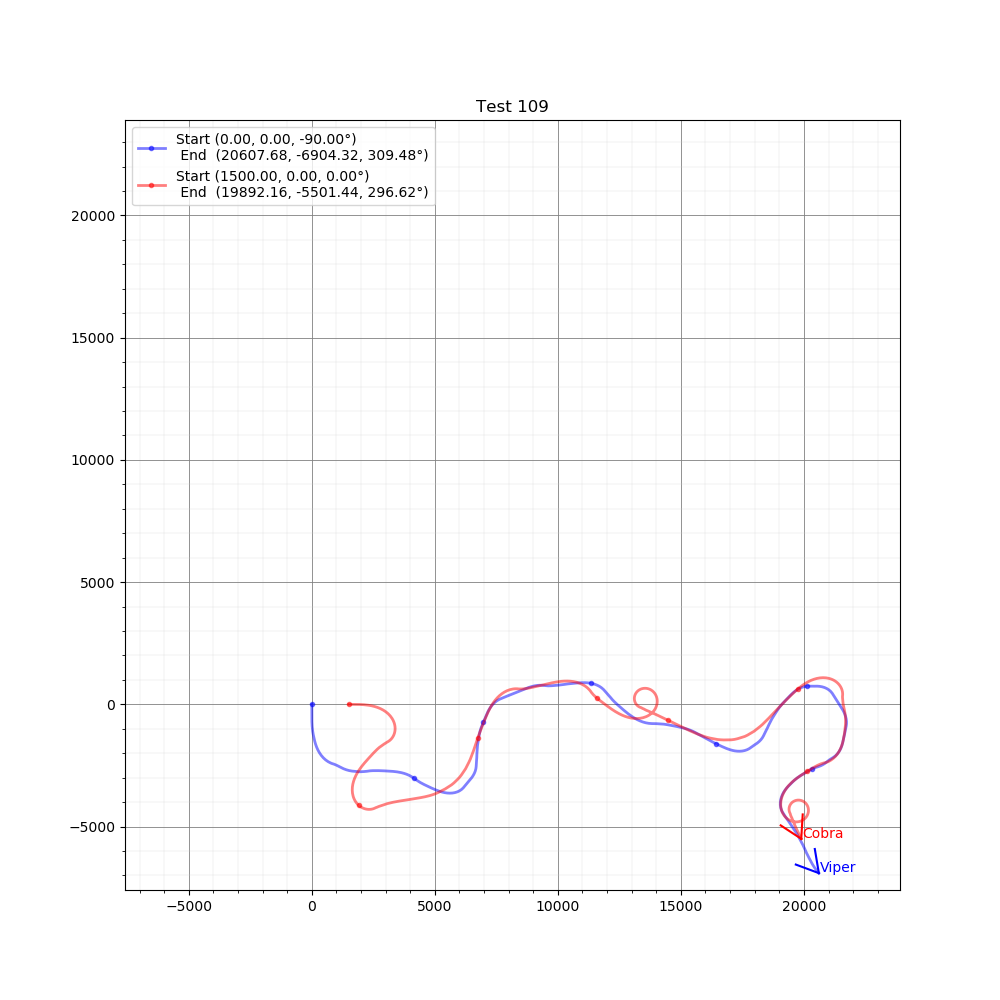 Test 109
Start (0.00, 0.00, -90.00°)
End  (20607.68, -6904.32, 309.48°)
Start (1500.00, 0.00, 0.00°)
End  (19892.16, -5501.44, 296.62°)
20000
15000
10000
5000
0
−5000
Cobra
Viper
−5000 0 5000 10000 15000 20000